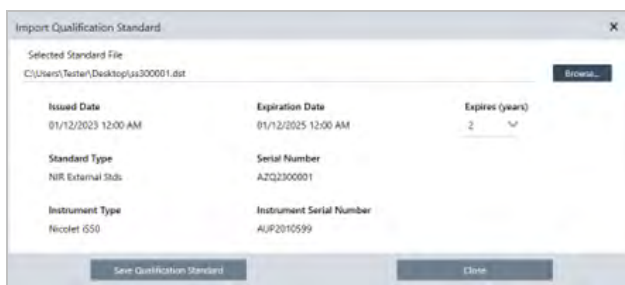 Import Qualification Standard
Selected Standard File
C:\Users\Tester\Desktop\ss300001.dst
Browse...
Issued Date Expiration Date Expires (years)
01/12/2023 12:00 AM 01/12/2025 12:00 AM 2
Standard Type Serial Number
NIR External Stds AZQ2300001
Instrument Type Instrument Serial Number
Nicolet iS50 AUP2010599
Save Qualification Standard Close